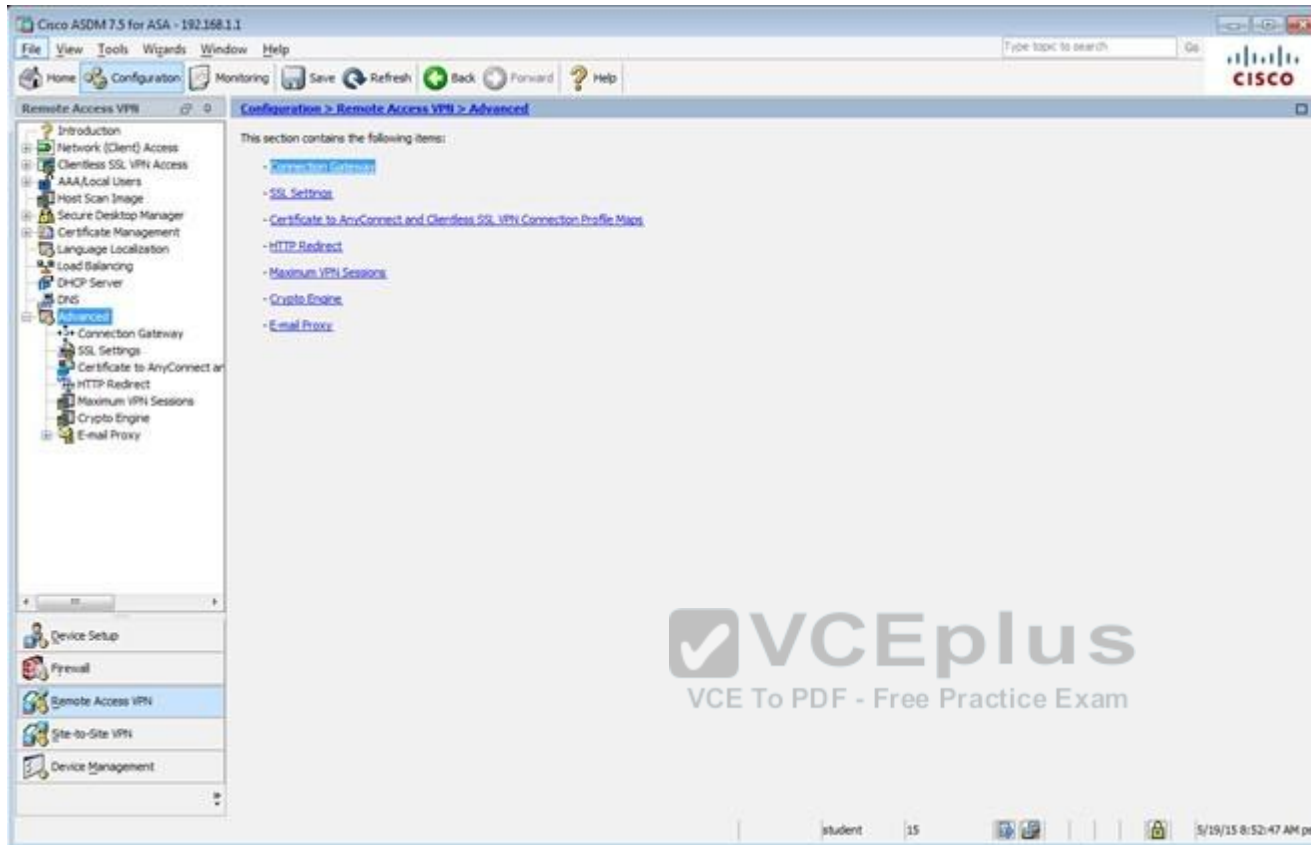 Cisco ASDM 7.5 for ASA - 192.168.1.1
File View Tools Wizards Window Help
Type topic to search Go
CISCO
Home Configuration Monitoring Save Refresh Back Forward Help
Remote Access VPN
Configuration > Remote Access VPN > Advanced
Introduction
Network (Client) Access
Clientless SSL VPN Access
AAA/Local Users
Host Scan Image
Secure Desktop Manager
Certificate Management
Language Localization
Load Balancing
DHCP Server
DNS
Advanced
Connection Gateway
SSL Settings
Certificate to AnyConnect ar
HTTP Redirect
Maximum VPN Sessions
Crypto Engine
E-mail Proxy
This section contains the following items:
- Connection Gateway
- SSL Settings
- Certificate to AnyConnect and Clientless SSL VPN Connection Profile Maps
- HTTP Redirect
- Maximum VPN Sessions
- Crypto Engine
- E-mail Proxy
Device Setup
Firewall
Remote Access VPN
Site-to-Site VPN
Device Management
VCEplus
VCE To PDF - Free Practice Exam
student 15 5/19/15 8:52:47 AM